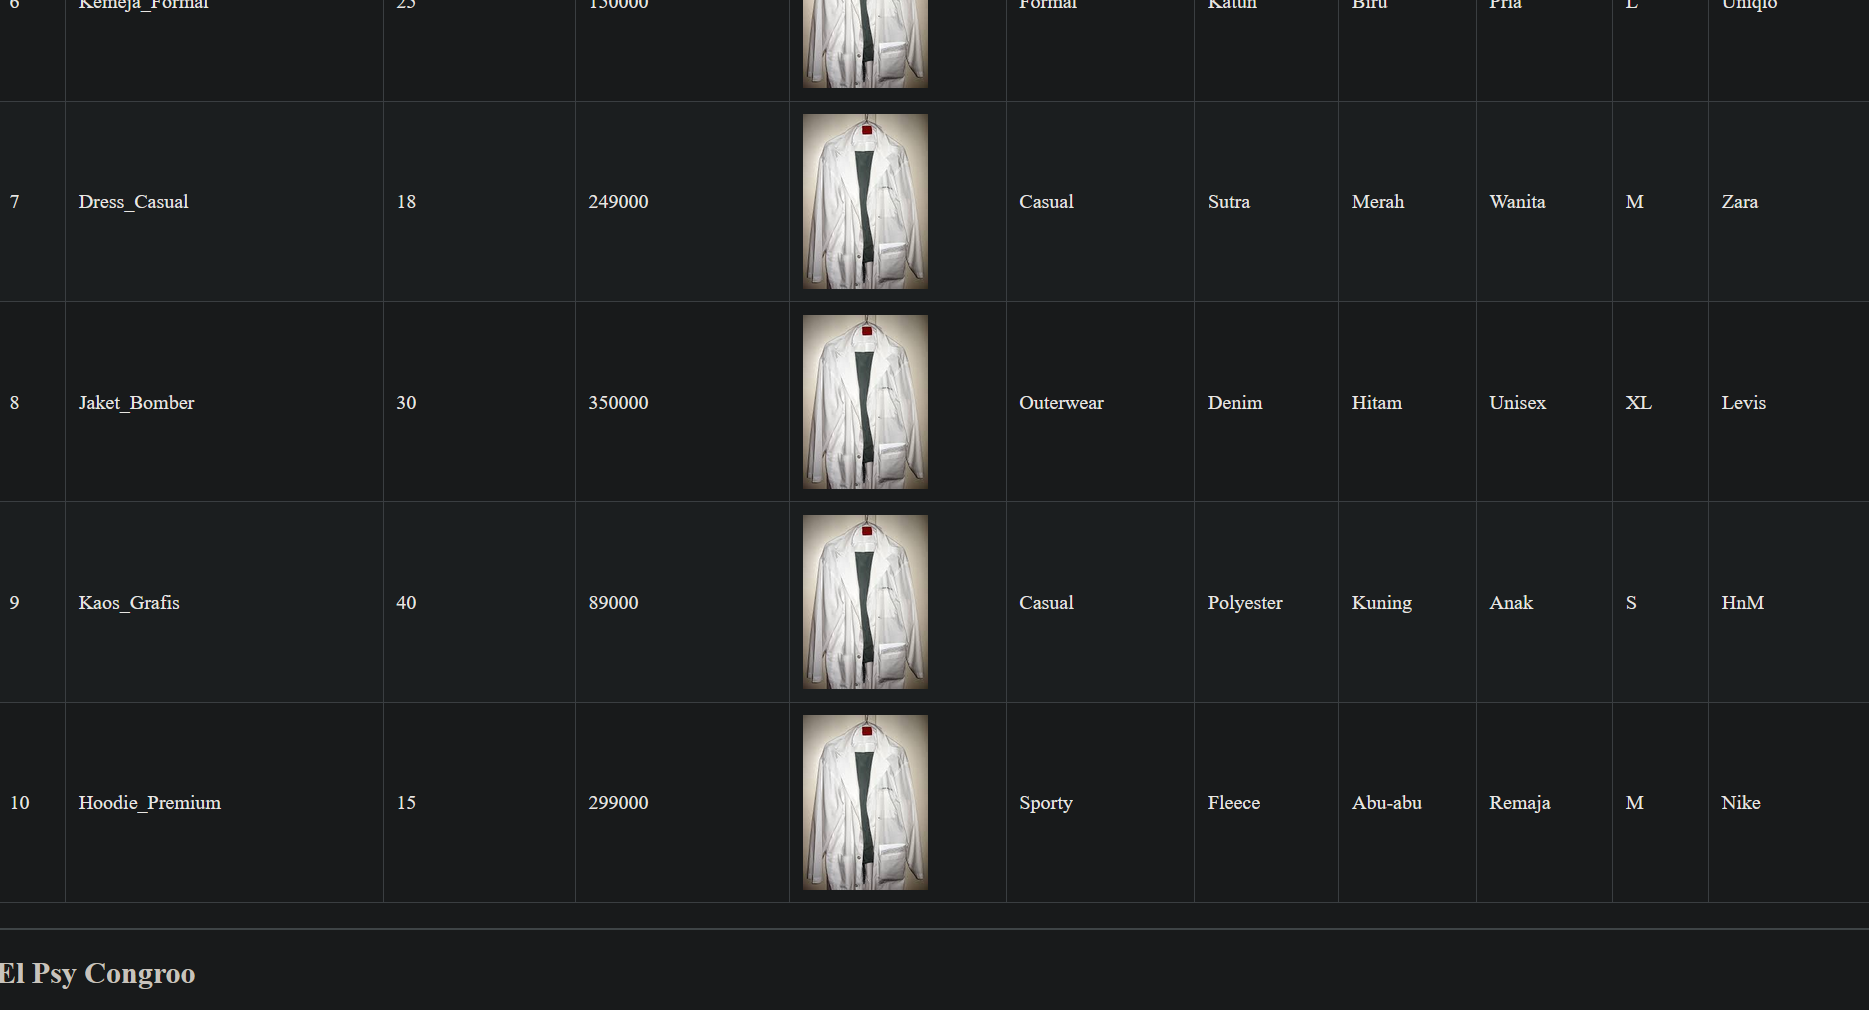 6 Kemeja_Formal 25 150000 Formal Katun Biru Pria L Uniqlo
7 Dress_Casual 18 249000 Casual Sutra Merah Wanita M Zara
8 Jaket_Bomber 30 350000 Outerwear Denim Hitam Unisex XL Levis
9 Kaos_Grafis 40 89000 Casual Polyester Kuning Anak S HnM
10 Hoodie_Premium 15 299000 Sporty Fleece Abu-abu Remaja M Nike
El Psy Congroo